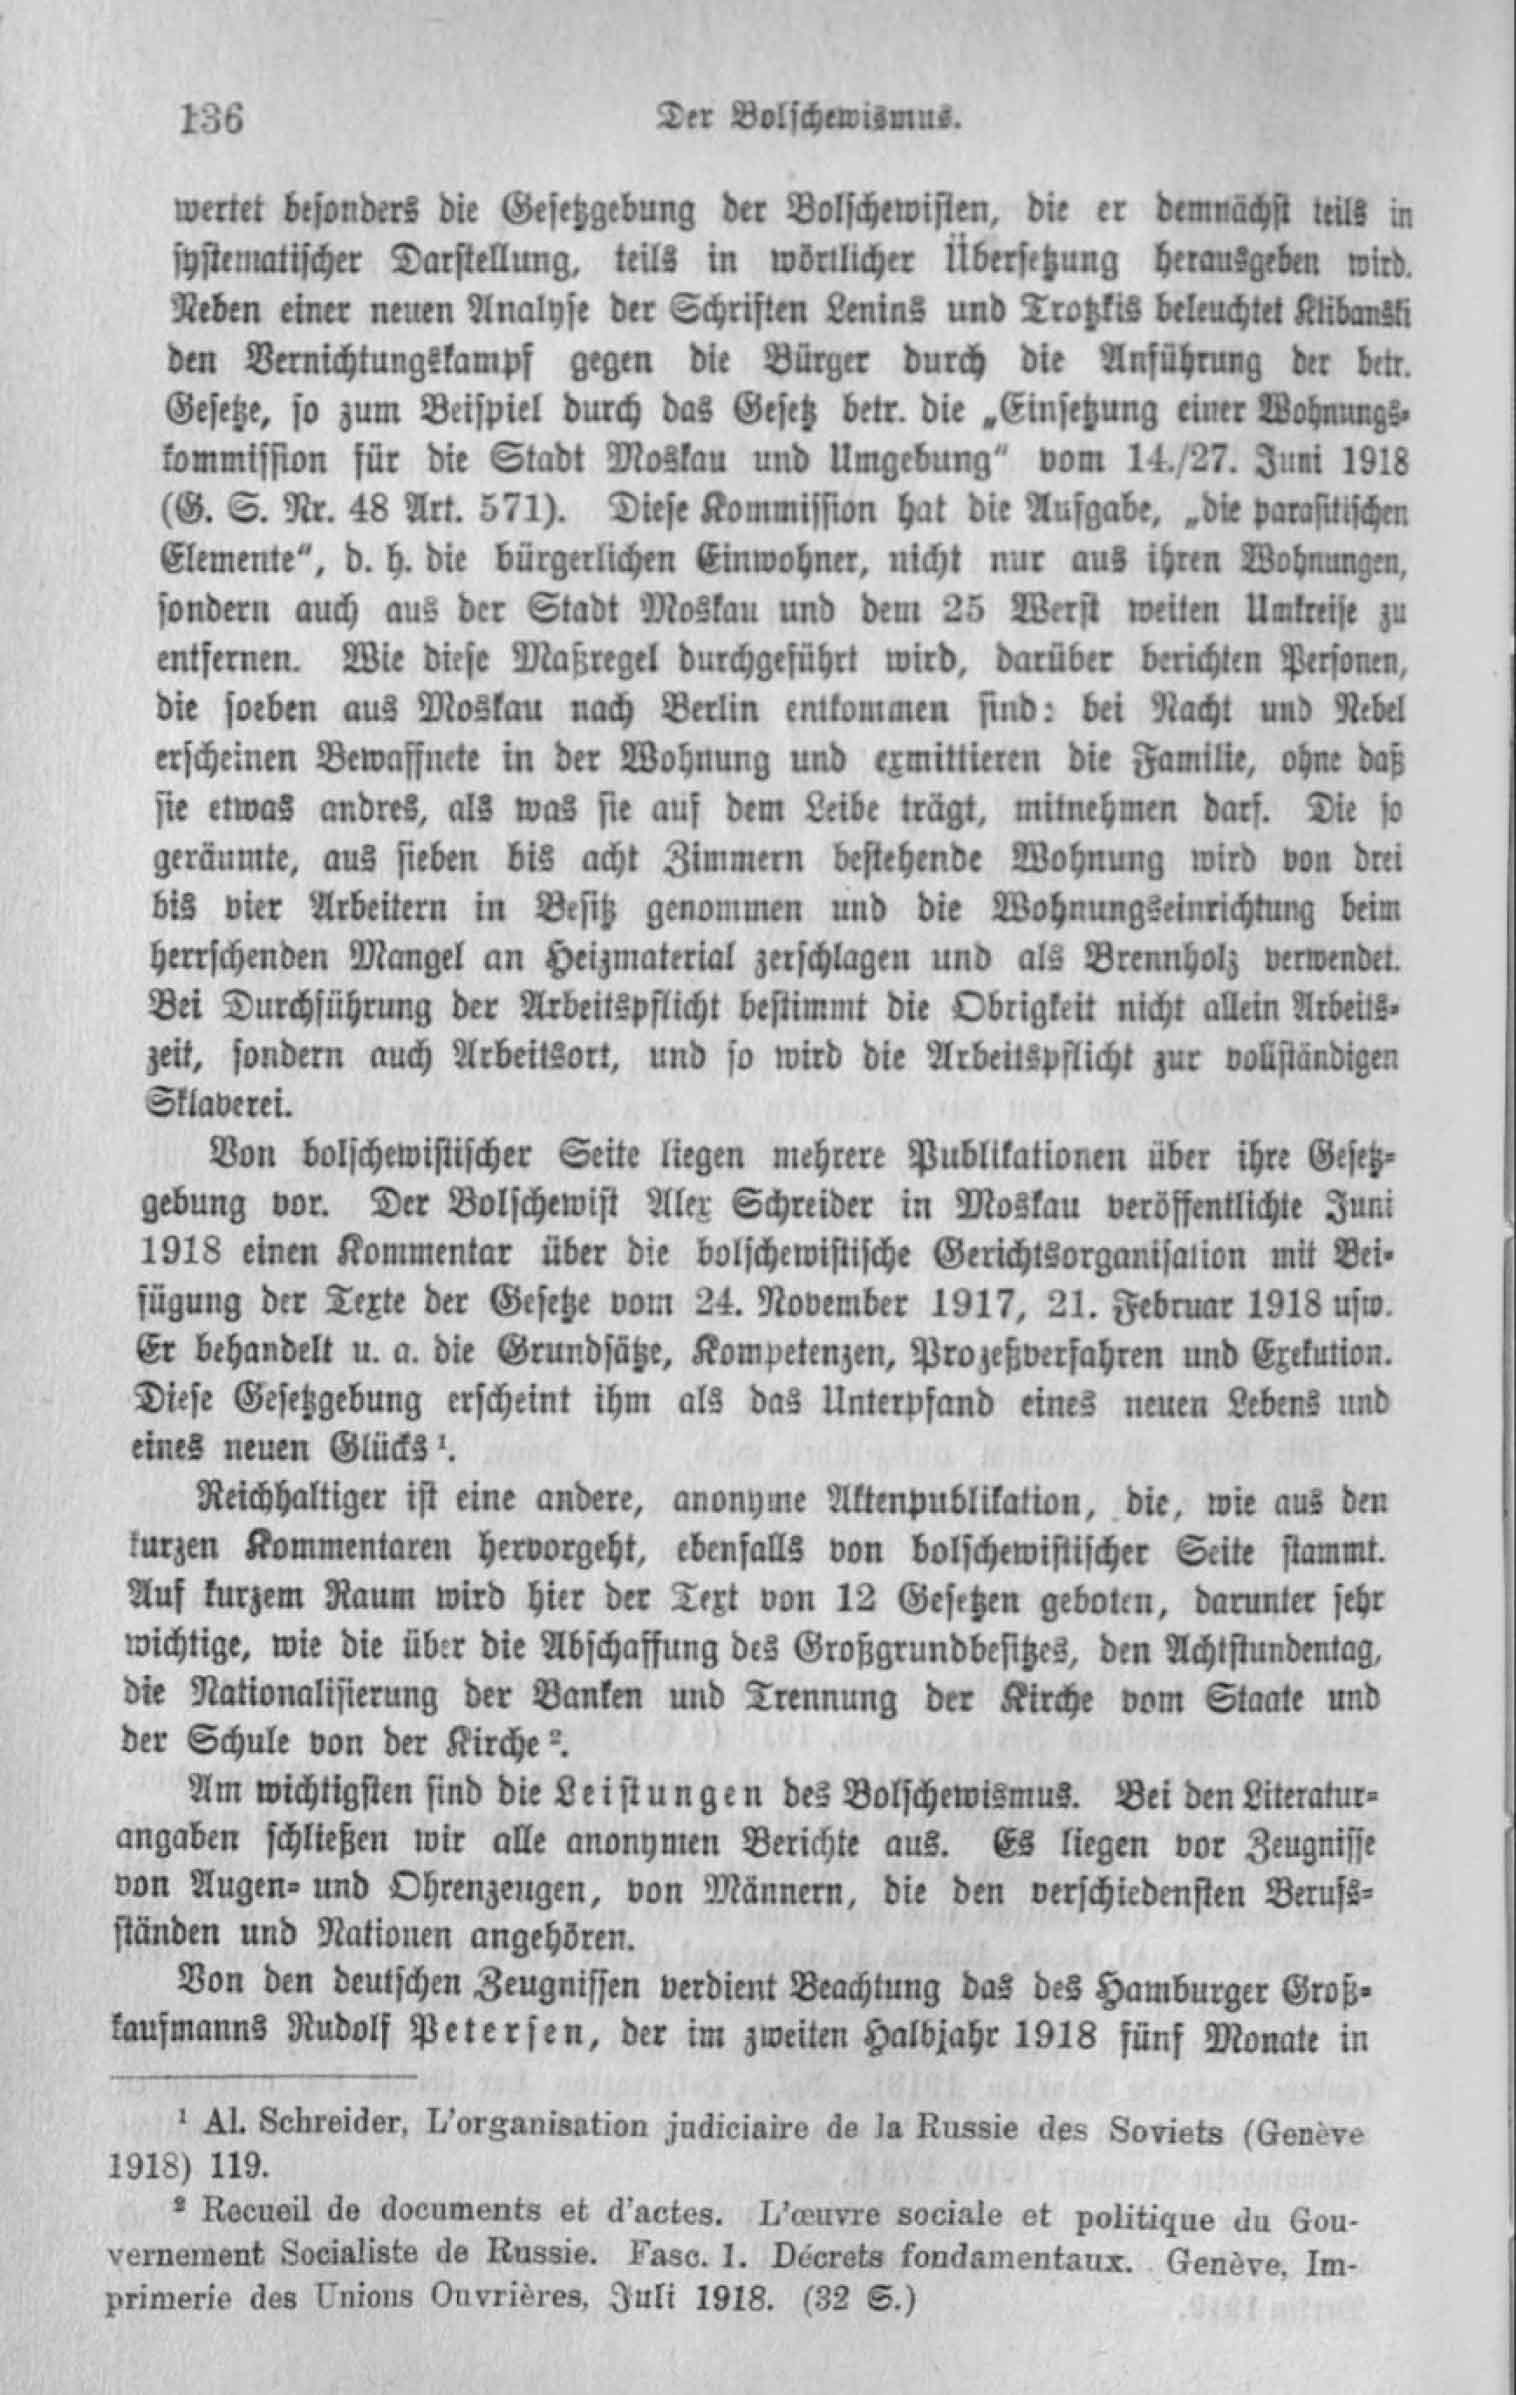 136
Der Bolschewismus.
wertet besonders die Gesetzgebung der Bolschewisten, die er demnächst teils in
systematischer Darstellung, teils in wörtlicher Übersetzung herausgeben wird.
Neben einer neuen Analyse der Schriften Lenins und Trotzkis beleuchtet Klibanski
den Vernichtungskampf gegen die Bürger durch die Anführung der betr.
Gesetze, so zum Beispiel durch das Gesetz betr. die „Einsetzung einer Wohnungs-
kommission für die Stadt Moskau und Umgebung“ vom 14./27. Juni 1918
(G. S. Nr. 48 Art. 571). Diese Kommission hat die Aufgabe, „die parasitischen
Elemente“, d. h. die bürgerlichen Einwohner, nicht nur aus ihren Wohnungen,
sondern auch aus der Stadt Moskau und dem 25 Werst weiten Umkreise zu
entfernen. Wie diese Maßregel durchgeführt wird, darüber berichten Personen,
die soeben aus Moskau nach Berlin entkommen sind: bei Nacht und Nebel
erscheinen Bewaffnete in der Wohnung und exmittieren die Familie, ohne daß
sie etwas andres, als was sie auf dem Leibe trägt, mitnehmen darf. Die so
geräumte, aus sieben bis acht Zimmern bestehende Wohnung wird von drei
bis vier Arbeitern in Besitz genommen und die Wohnungseinrichtung beim
herrschenden Mangel an Heizmaterial zerschlagen und als Brennholz verwendet.
Bei Durchführung der Arbeitspflicht bestimmt die Obrigkeit nicht allein Arbeits-
zeit, sondern auch Arbeitsort, und so wird die Arbeitspflicht zur vollständigen
Sklaverei.
Von bolschewistischer Seite liegen mehrere Publikationen über ihre Gesetz-
gebung vor. Der Bolschewist Alex Schreider in Moskau veröffentlichte Juni
1918 einen Kommentar über die bolschewistische Gerichtsorganisation mit Bei-
fügung der Texte der Gesetze vom 24. November 1917, 21. Februar 1918 usw.
Er behandelt u. a. die Grundsätze, Kompetenzen, Prozeßverfahren und Exekution.
Diese Gesetzgebung erscheint ihm als das Unterpfand eines neuen Lebens und
eines neuen Glücks¹.
Reichhaltiger ist eine andere, anonyme Aktenpublikation, die, wie aus den
kurzen Kommentaren hervorgeht, ebenfalls von bolschewistischer Seite stammt.
Auf kurzem Raum wird hier der Text von 12 Gesetzen geboten, darunter sehr
wichtige, wie die über die Abschaffung des Großgrundbesitzes, den Achtstundentag,
die Nationalisierung der Banken und Trennung der Kirche vom Staate und
der Schule von der Kirche².
Am wichtigsten sind die Leistungen des Bolschewismus. Bei den Literatur-
angaben schließen wir alle anonymen Berichte aus. Es liegen vor Zeugnisse
von Augen- und Ohrenzeugen, von Männern, die den verschiedensten Berufs-
ständen und Nationen angehören.
Von den deutschen Zeugnissen verdient Beachtung das des Hamburger Groß-
kaufmanns Rudolf Petersen, der im zweiten Halbjahr 1918 fünf Monate in
¹ Al. Schreider, L'organisation judiciaire de la Russie des Soviets (Genève
1918) 119.
² Recueil de documents et d'actes. L'œuvre sociale et politique du Gou-
vernement Socialiste de Russie. Fasc. 1. Décrets fondamentaux. Genève, Im-
primerie des Unions Ouvrières, Juli 1918. (32 S.)